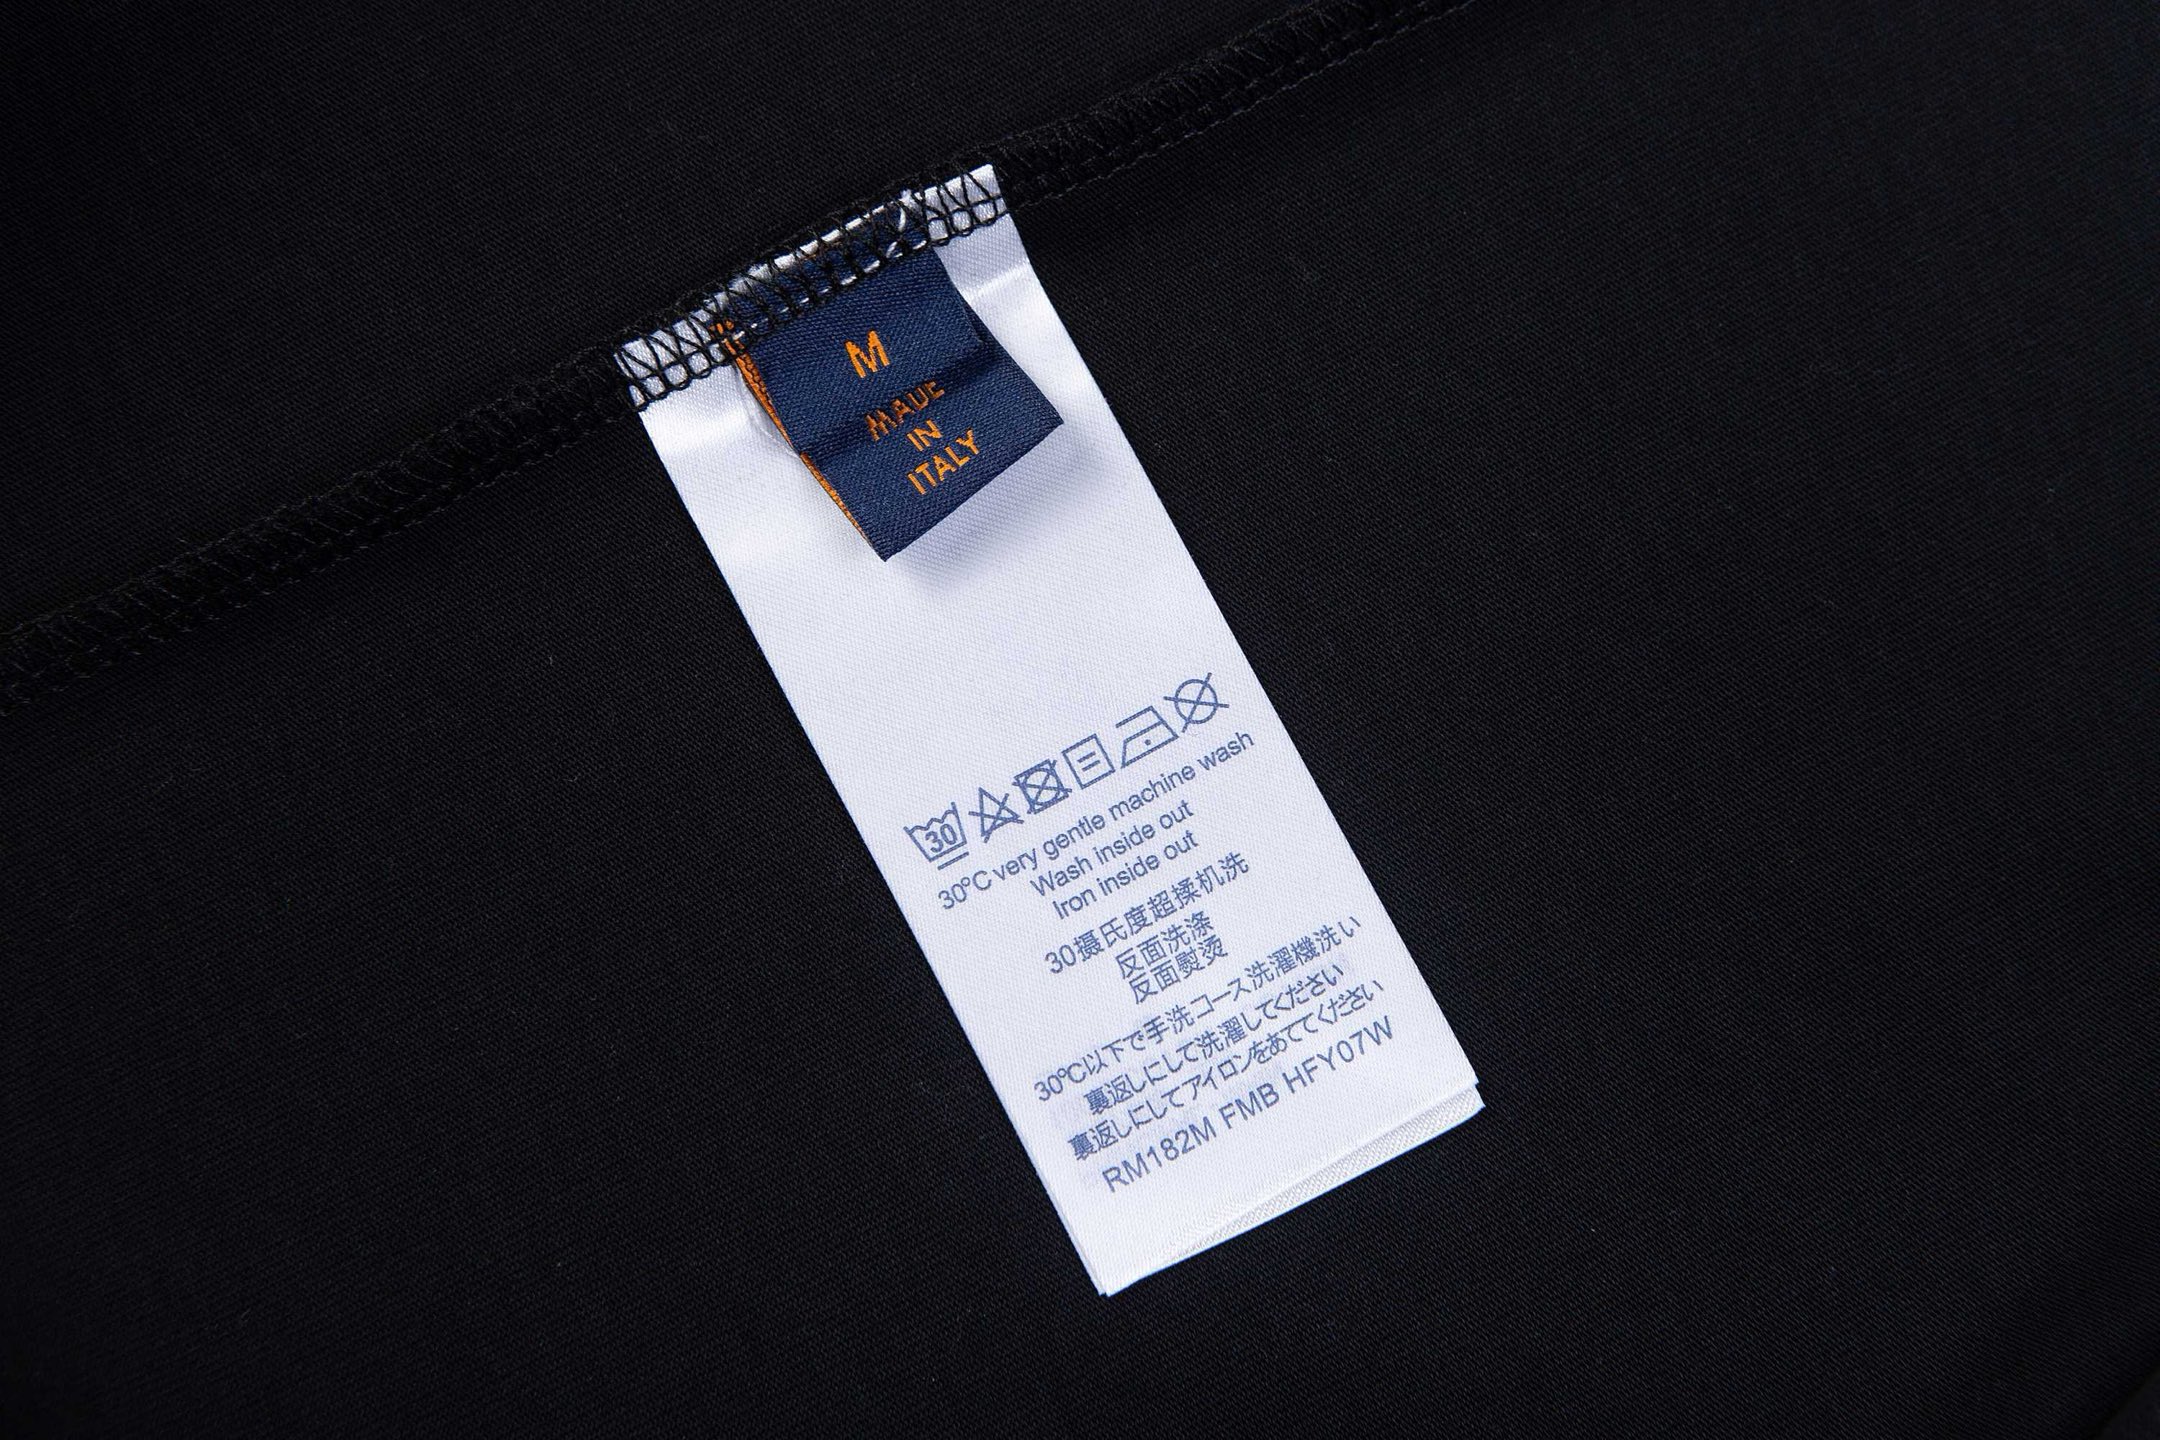 M
MADE
IN
ITALY
30
30°C very gentle machine wash
Wash inside out
Iron inside out
30摄氏度超揉机洗
反面洗涤
反面熨烫
30℃以下で手洗コース洗濯機洗い
裏返しにして洗濯してください
裏返しにしてアイロンをあててください
RM182M FMB HFY07W